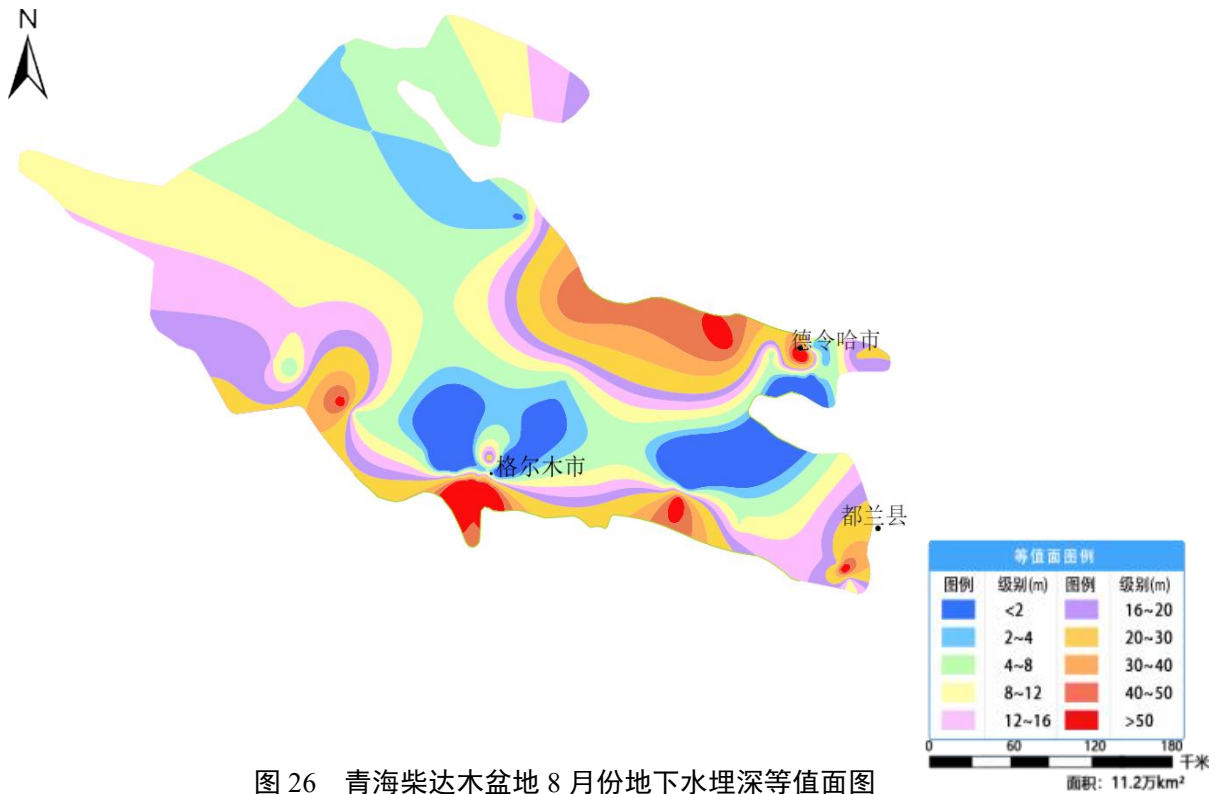 N
德令哈市
格尔木市
都兰县
等值面图例
图例 级别(m) 图例 级别(m)
<2 16~20
2~4 20~30
4~8 30~40
8~12 40~50
12~16 >50
0 60 120 180
千米
面积：11.2万km²
图 26 青海柴达木盆地 8 月份地下水埋深等值面图